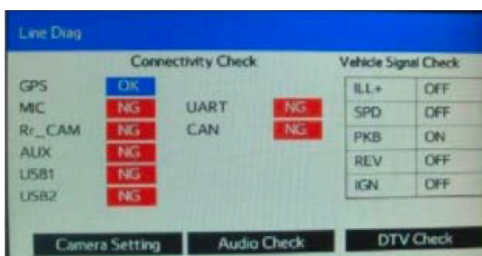 Line Diag
Connectivity Check Vehicle Signal Check
GPS OK ILL+ OFF
MIC NG UART NG SPD OFF
Rr_CAM NG CAN NG PKB ON
AUX NG REV OFF
USB1 NG IGN OFF
USB2 NG
Camera Setting Audio Check DTV Check